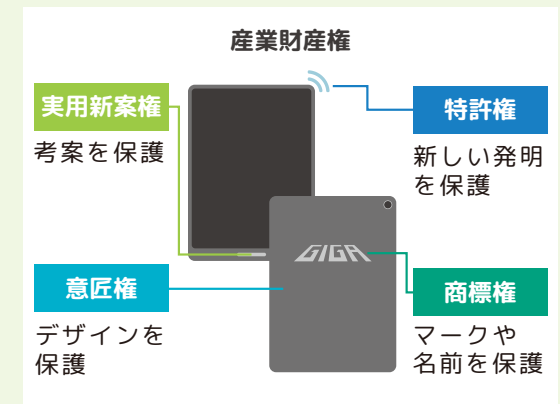 産業財産権
実用新案権
考案を保護
特許権
新しい発明
を保護
GIGA
意匠権
デザインを
保護
商標権
マークや
名前を保護